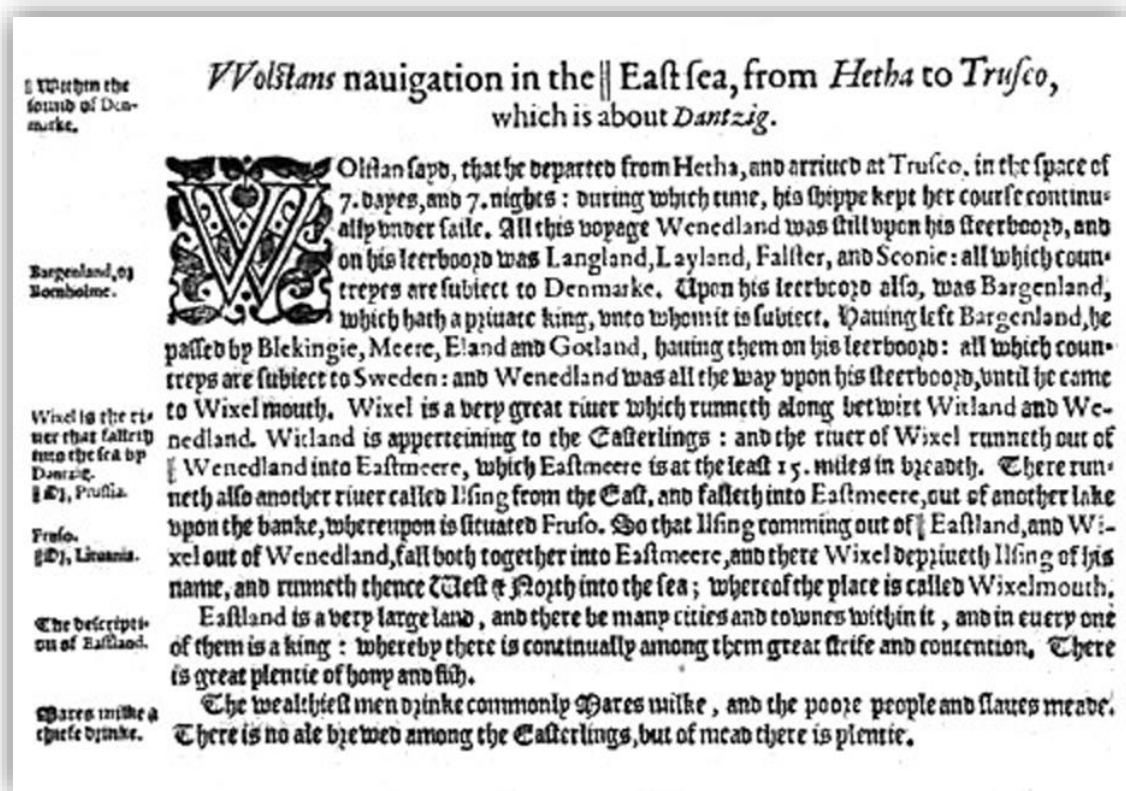 VVolſtans nauigation in the || Eaſt ſea, from Hetha to Truſco,
which is about Dantzig.
|| Within the
ſound of Den-
marke.
WOlſtan ſayd, that he departed from Hetha, and arriued at Truſco, in the ſpace of
7. dayes, and 7. nights : during which time, his ſhippe kept her courſe continu-
ally vnder ſaile. All this voyage Wenedland was ſtill vpon his ſteerboord, and
on his leerboord was Langland, Layland, Falſter, and Sconie : all which coun-
treyes are ſubiect to Denmarke. Upon his leerboord alſo, was Bargenland,
which hath a priuate king, vnto whom it is ſubiect. Hauing left Bargenland, he
paſſed by Blekingie, Meere, Eland and Gotland, hauing them on his leerboord : all which coun-
treys are ſubiect to Sweden : and Wenedland was all the way vpon his ſteerboord, vntil he came
to Wixel mouth. Wixel is a very great riuer which runneth along betwixt Witland and We-
nedland. Witland is apperteining to the Eaſterlings : and the riuer of Wixel runneth out of
|| Wenedland into Eaſtmeere, which Eaſtmeere is at the leaſt 15. miles in breadth. There run-
neth alſo another riuer called Ilſing from the Eaſt, and falleth into Eaſtmeere, out of another lake
vpon the banke, whereupon is ſituated Fruſo. So that Ilſing comming out of || Eaſtland, and Wi-
xel out of Wenedland, fall both together into Eaſtmeere, and there Wixel depriueth Ilſing of his
name, and runneth thence Weſt & North into the ſea ; whereof the place is called Wixelmouth.
Eaſtland is a very large land , and there be many cities and townes within it , and in euery one
of them is a king : whereby there is continually among them great ſtrife and contention. There
is great plentie of hony and fiſh.
The wealthieſt men drinke commonly Mares milke , and the poore people and ſlaues meade.
There is no ale brewed among the Eaſterlings, but of mead there is plentie.
Bargenland, or
Bornholme.
Wixel is the ri-
uer that falleth
into the ſea by
Dantzig.
|| Or, Pruſſia.
Fruſo.
|| Or, Lituania.
The deſcripti-
on of Eaſtland.
Mares milke a
chiefe drinke.